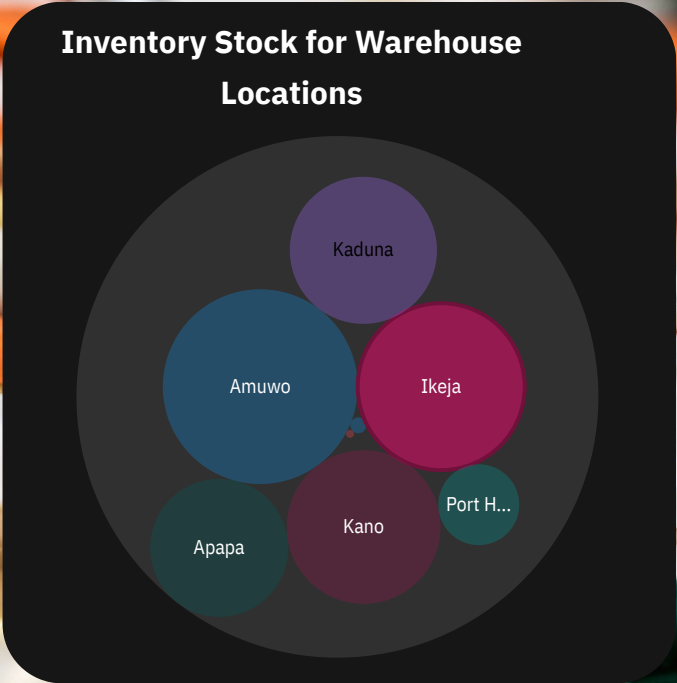 Inventory Stock for Warehouse
Locations
Kaduna
Amuwo
Ikeja
Port H...
Kano
Apapa